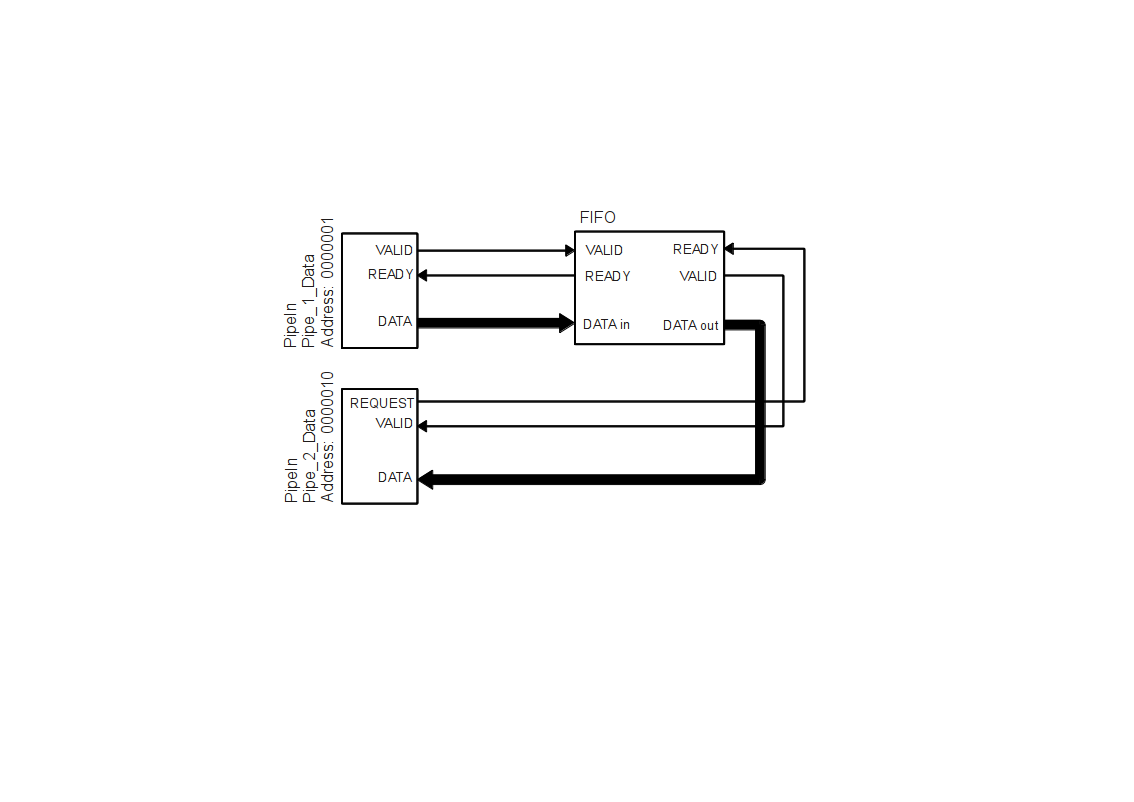 FIFO
PipeIn
Pipe_1_Data
Address: 0000001
VALID
READY
DATA
VALID
READY
DATA in
READY
VALID
DATA out
PipeIn
Pipe_2_Data
Address: 0000010
REQUEST
VALID
DATA